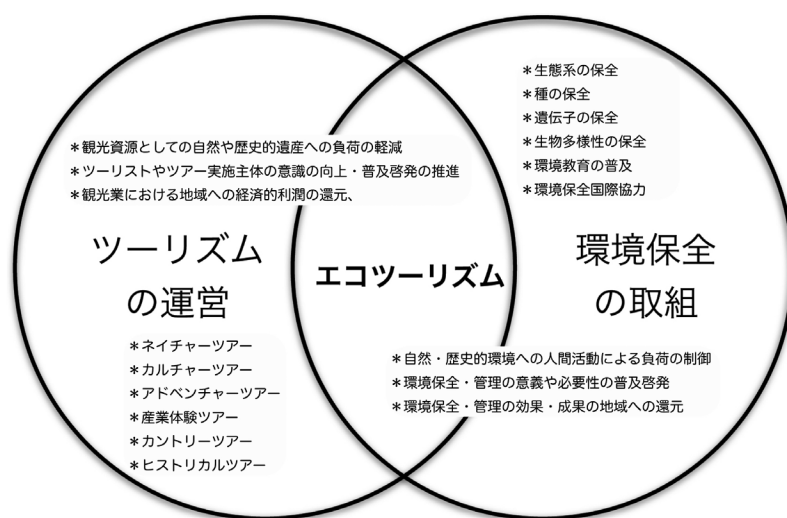 ＊生態系の保全
＊種の保全
＊遺伝子の保全
＊生物多様性の保全
＊環境教育の普及
＊環境保全国際協力
＊観光資源としての自然や歴史的遺産への負荷の軽減
＊ツーリストやツアー実施主体の意識の向上・普及啓発の推進
＊観光業における地域への経済的利潤の還元、
ツーリズム
の運営
エコツーリズム
環境保全
の取組
＊ネイチャーツアー
＊カルチャーツアー
＊アドベンチャーツアー
＊産業体験ツアー
＊カントリーツアー
＊ヒストリカルツアー
＊自然・歴史的環境への人間活動による負荷の制御
＊環境保全・管理の意義や必要性の普及啓発
＊環境保全・管理の効果・成果の地域への還元